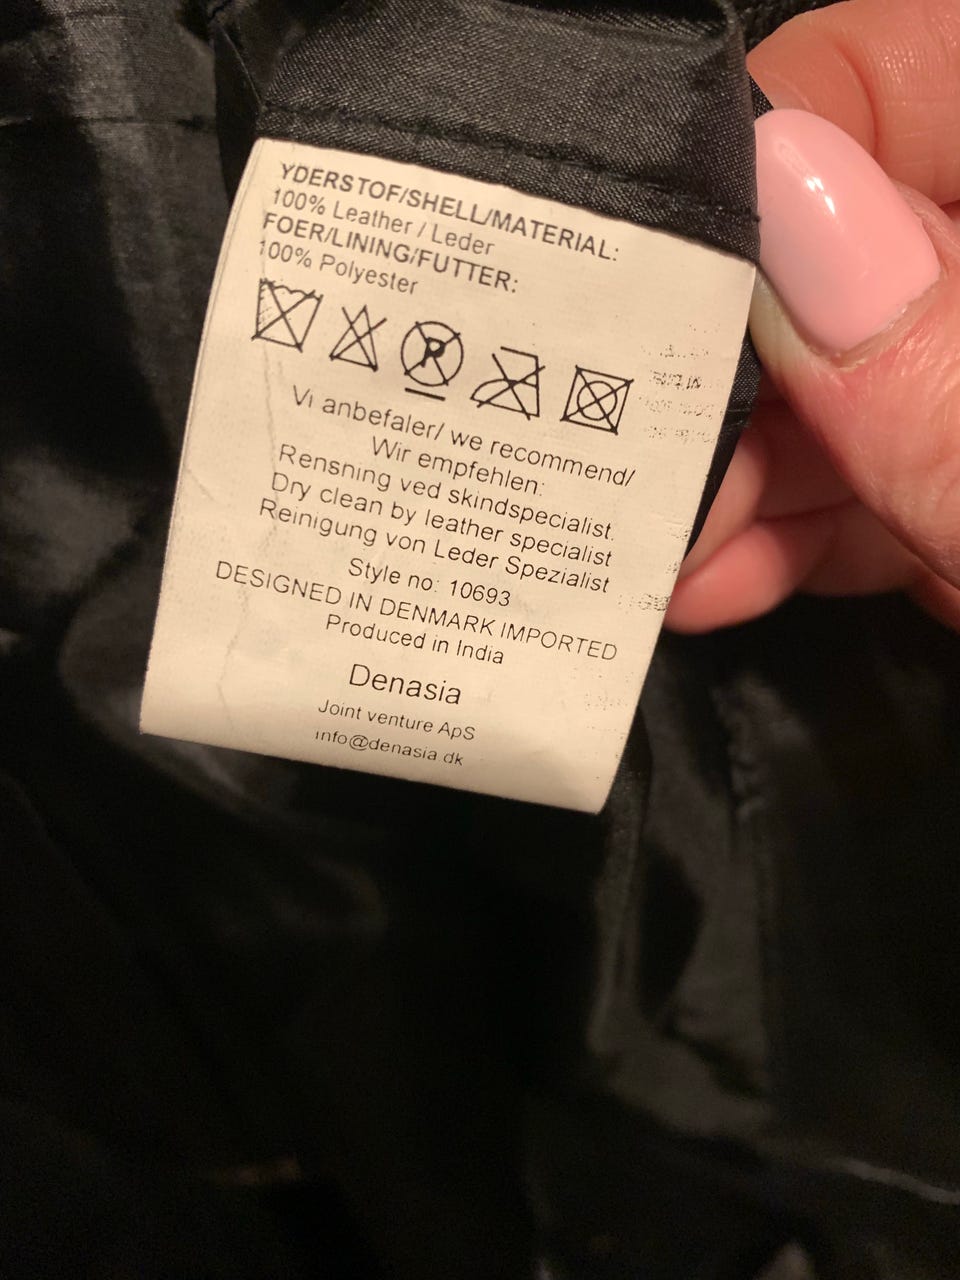 YDERSTOF/SHELL/MATERIAL:
100% Leather / Leder
FOER/LINING/FUTTER:
100% Polyester
P
Vi anbefaler/ we recommend/
Wir empfehlen:
Rensning ved skindspecialist.
Dry clean by leather specialist
Reinigung von Leder Spezialist
Style no: 10693
DESIGNED IN DENMARK IMPORTED
Produced in India
Denasia
Joint venture ApS
info@denasia.dk